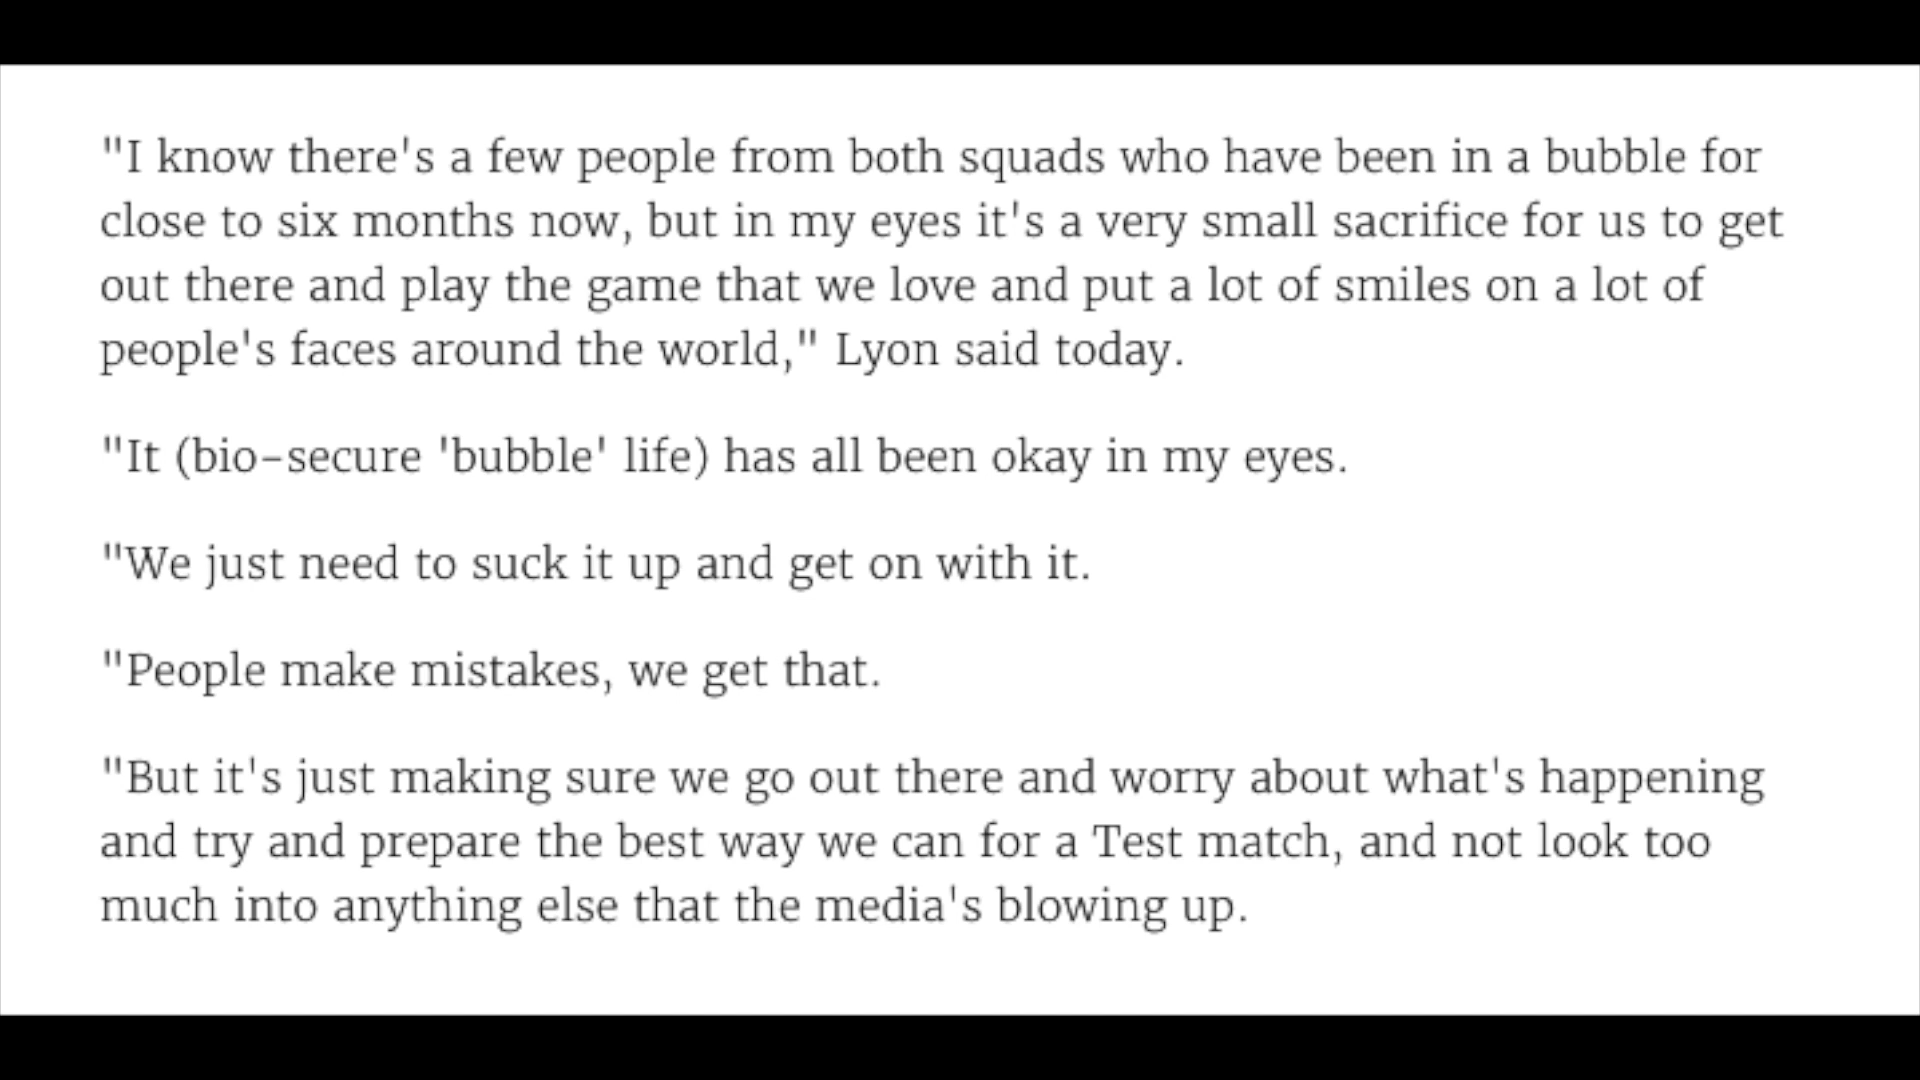 "I know there's a few people from both squads who have been in a bubble for
close to six months now, but in my eyes it's a very small sacrifice for us to get
out there and play the game that we love and put a lot of smiles on a lot of
people's faces around the world," Lyon said today.
"It (bio-secure 'bubble' life) has all been okay in my eyes.
"We just need to suck it up and get on with it.
"People make mistakes, we get that.
"But it's just making sure we go out there and worry about what's happening
and try and prepare the best way we can for a Test match, and not look too
much into anything else that the media's blowing up.